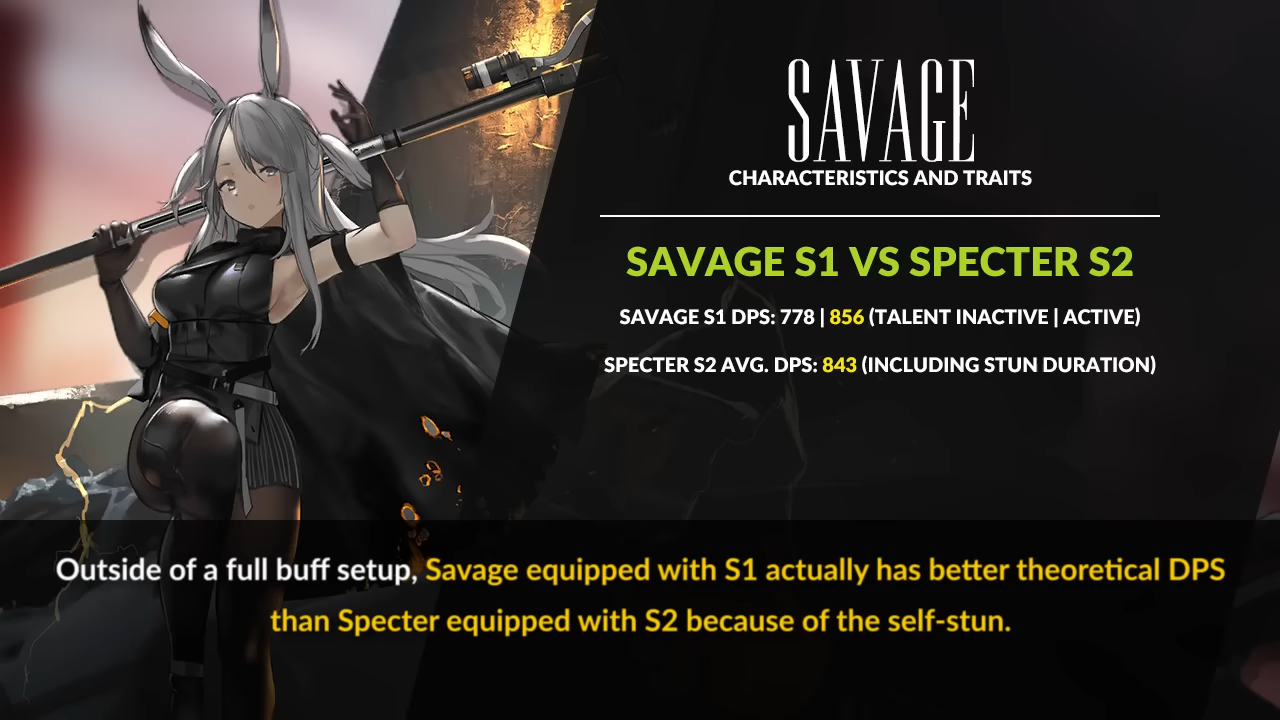 SAVAGE
CHARACTERISTICS AND TRAITS
SAVAGE S1 VS SPECTER S2
SAVAGE S1 DPS: 778 | 856 (TALENT INACTIVE | ACTIVE)
SPECTER S2 AVG. DPS: 843 (INCLUDING STUN DURATION)
Outside of a full buff setup, Savage equipped with S1 actually has better theoretical DPS
than Specter equipped with S2 because of the self-stun.